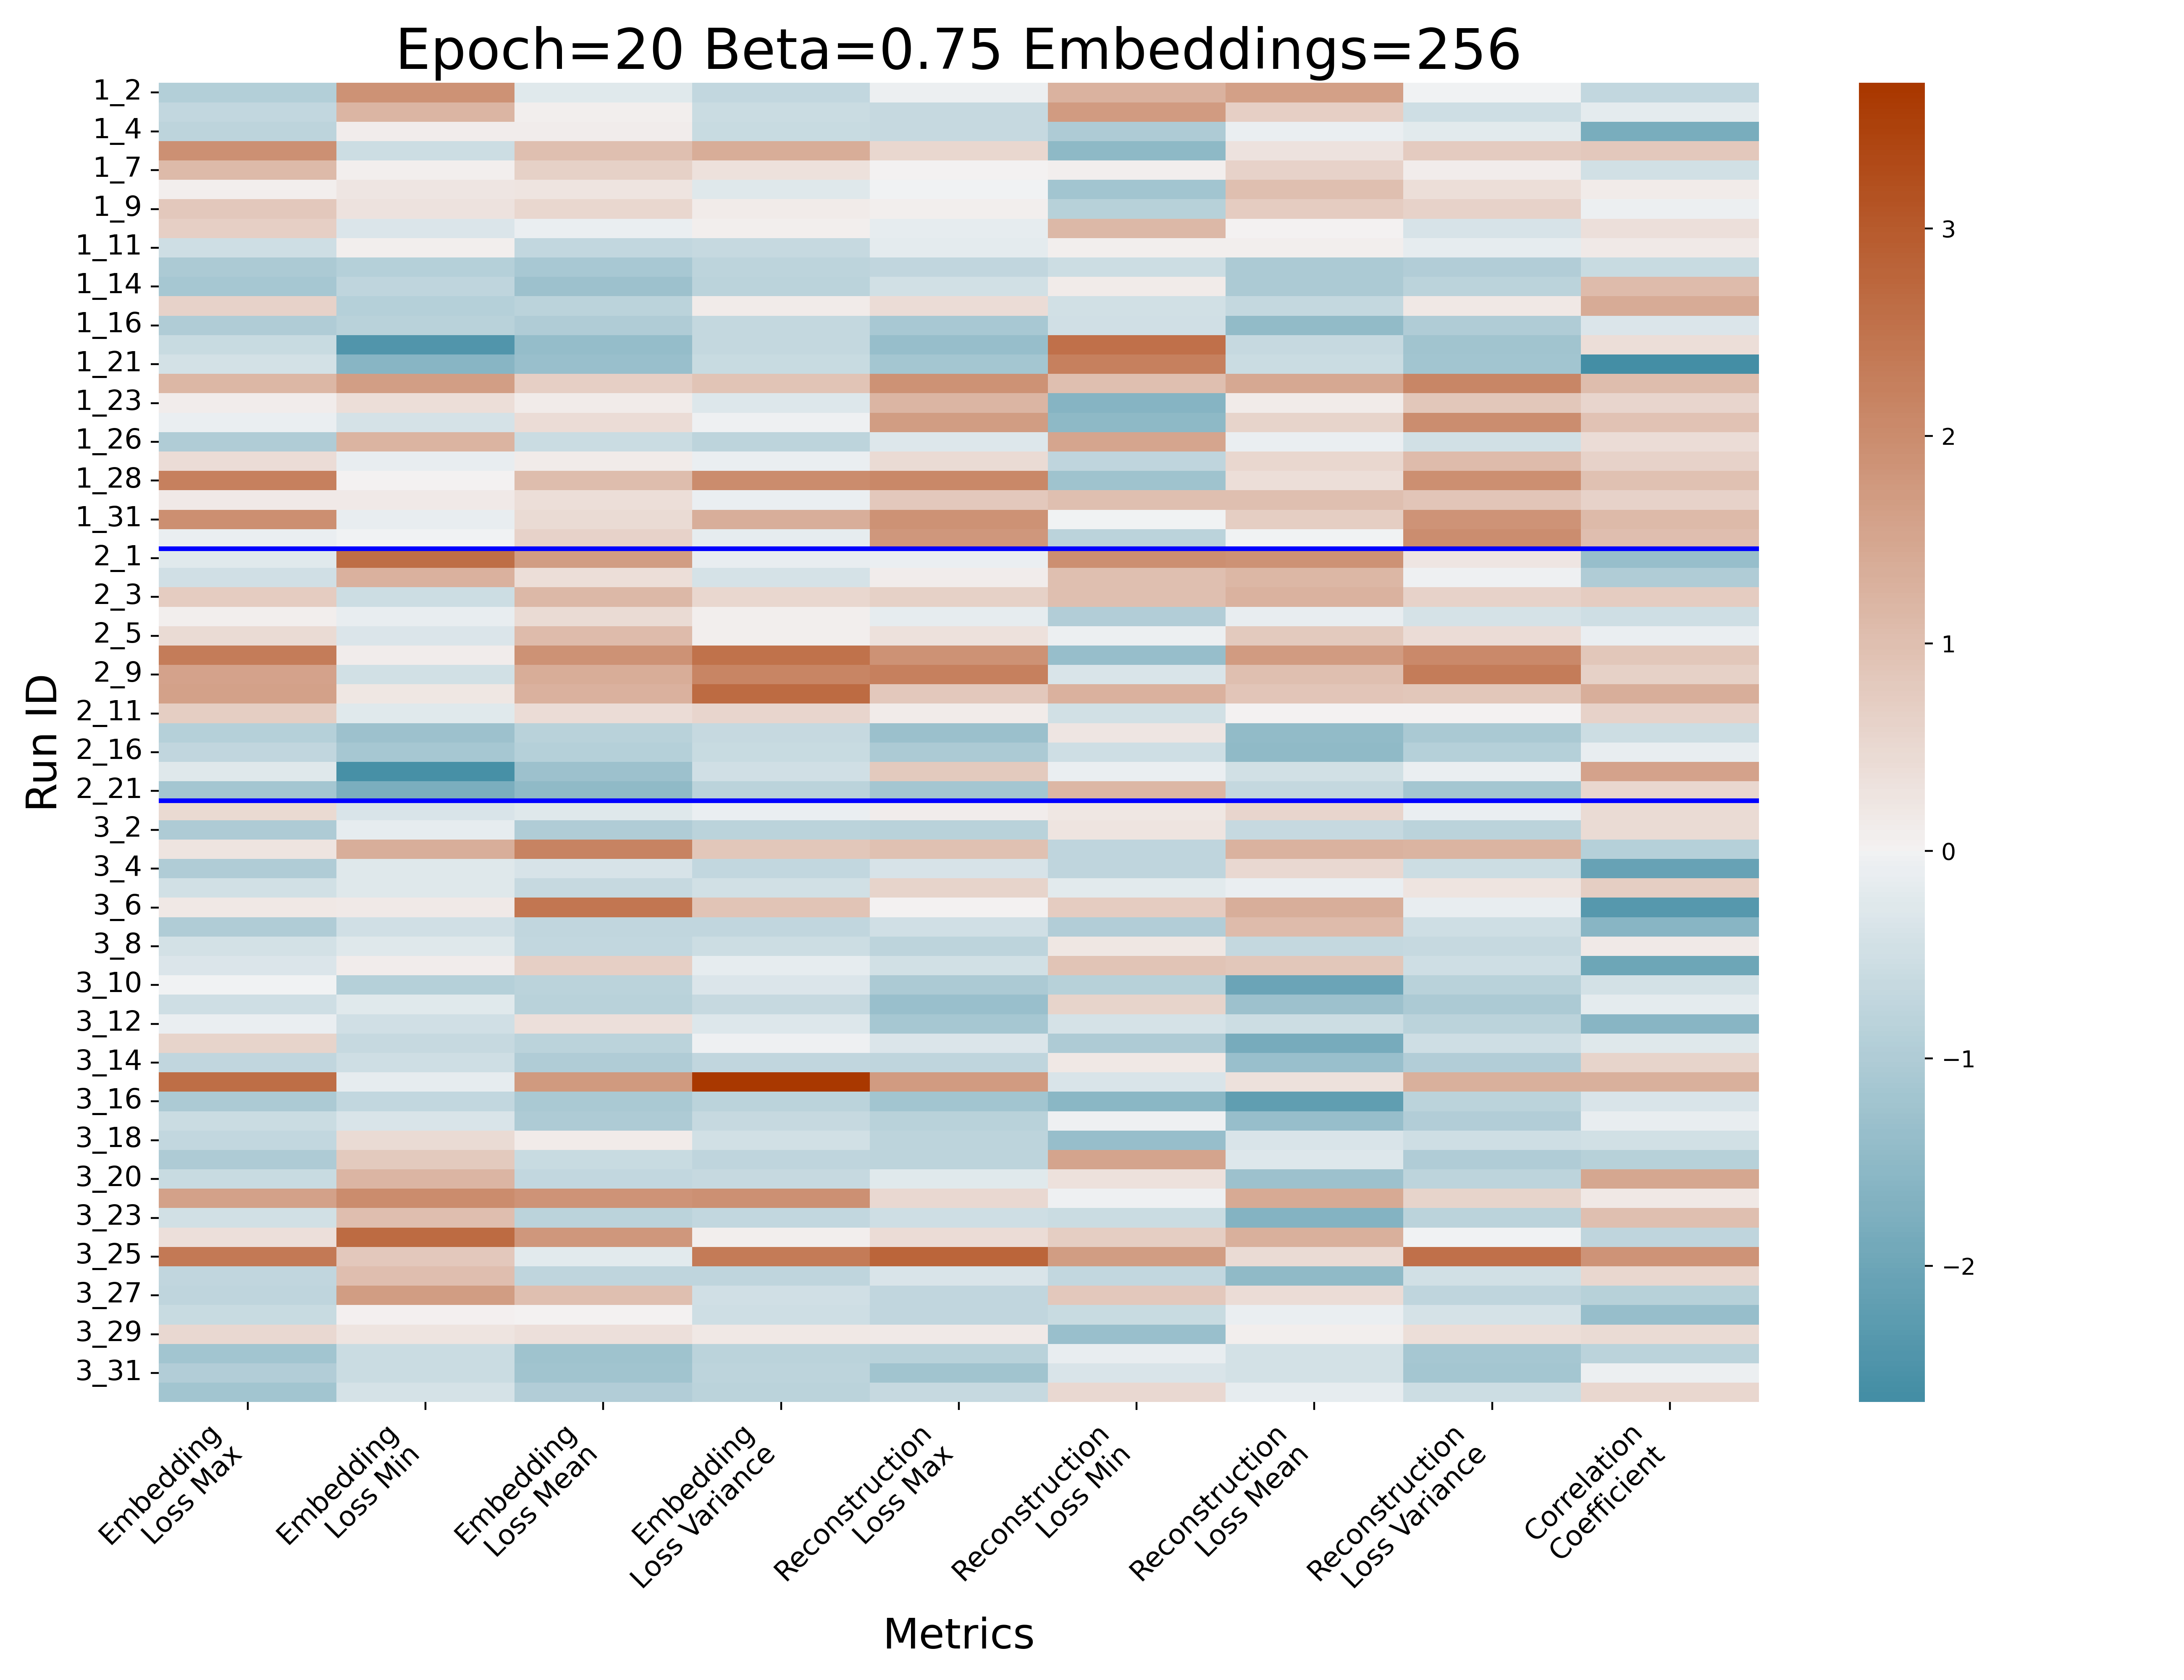 Epoch=20 Beta=0.75 Embeddings=256
Run ID
1_2
1_4
1_7
1_9
1_11
1_14
1_16
1_21
1_23
1_26
1_28
1_31
2_1
2_3
2_5
2_9
2_11
2_16
2_21
3_2
3_4
3_6
3_8
3_10
3_12
3_14
3_16
3_18
3_20
3_23
3_25
3_27
3_29
3_31
3
2
1
0
−1
−2
Embedding
Loss Max
Embedding
Loss Min
Embedding
Loss Mean
Embedding
Loss Variance
Reconstruction
Loss Max
Reconstruction
Loss Min
Reconstruction
Loss Mean
Reconstruction
Loss Variance
Correlation
Coefficient
Metrics